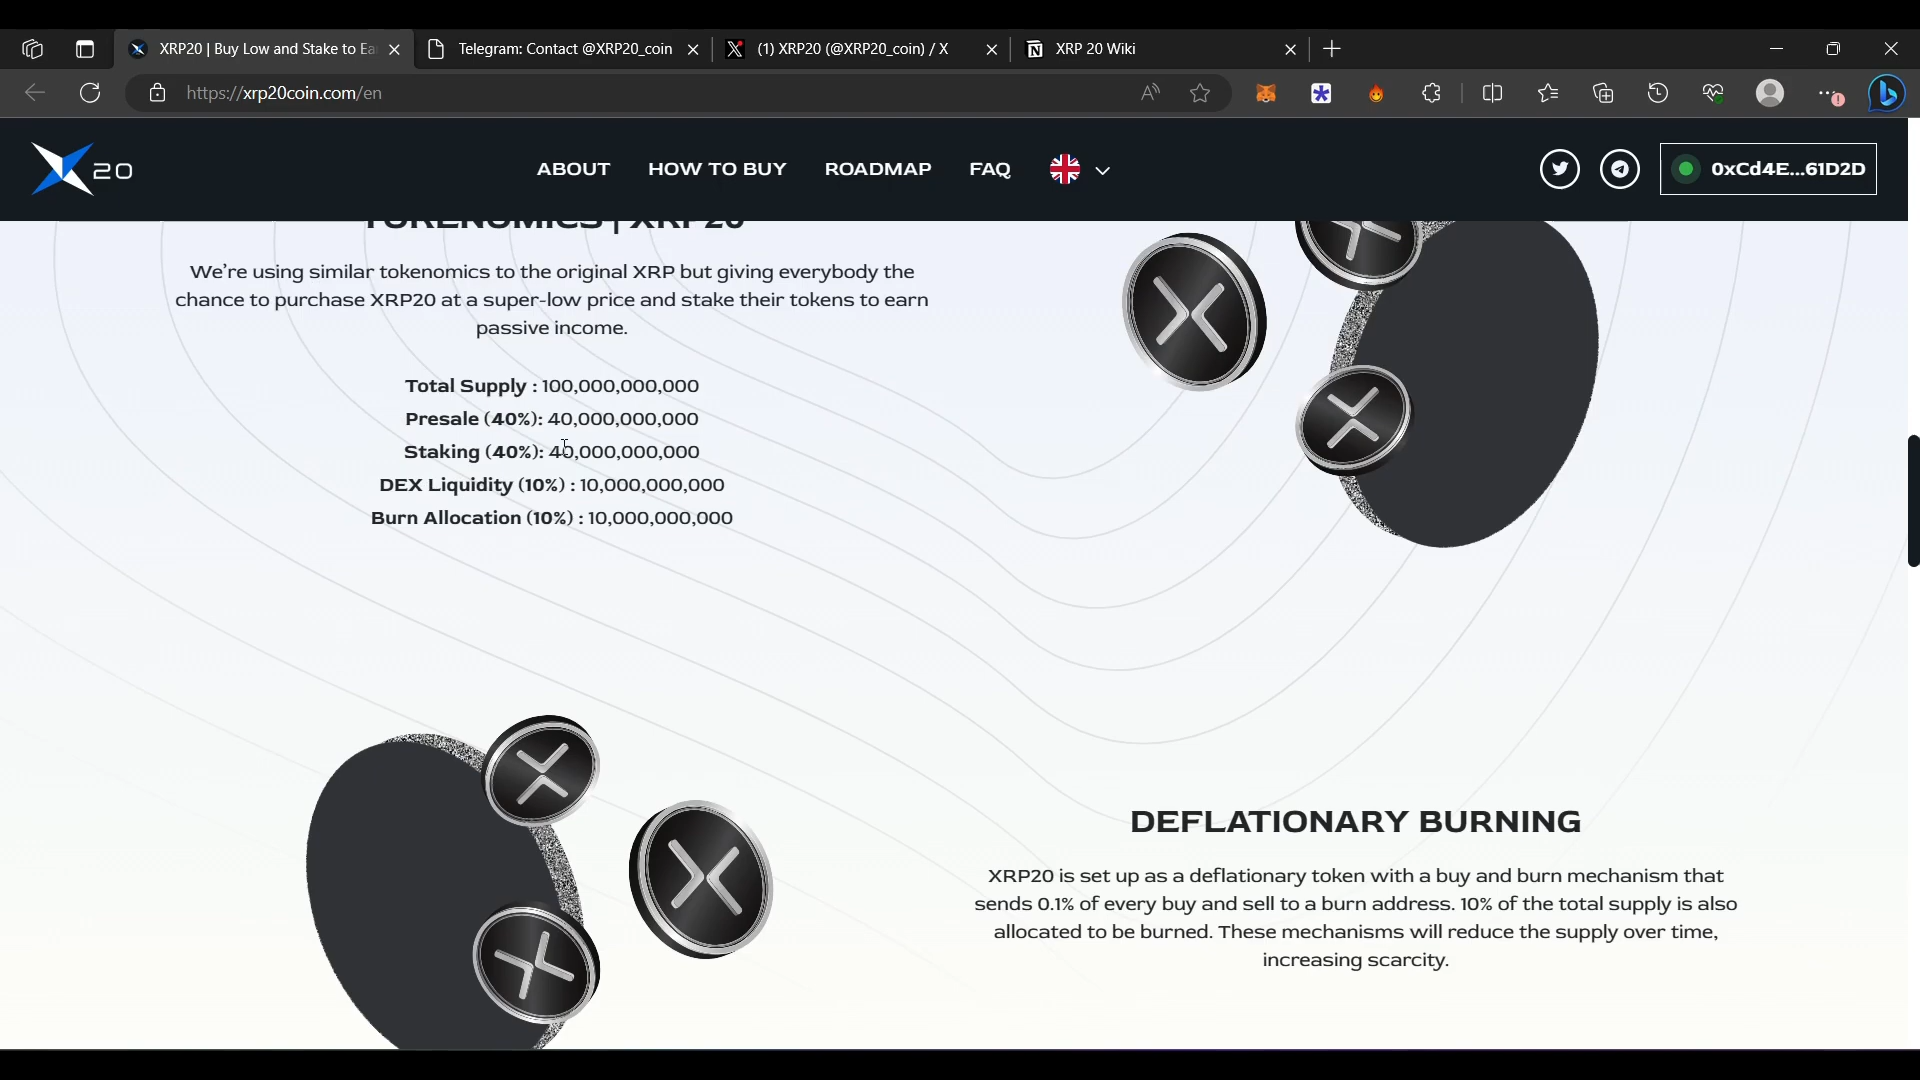 XRP20 | Buy Low and Stake to Ea
Telegram: Contact @XRP20_coin
(1) XRP20 (@XRP20_coin) / X
XRP 20 Wiki
https://xrp20coin.com/en
20
ABOUT
HOW TO BUY
ROADMAP
FAQ
0xCd4E...61D2D
TOKENOMICS | XRP20
We're using similar tokenomics to the original XRP but giving everybody the
chance to purchase XRP20 at a super-low price and stake their tokens to earn
passive income.
Total Supply : 100,000,000,000
Presale (40%): 40,000,000,000
Staking (40%): 40,000,000,000
DEX Liquidity (10%) : 10,000,000,000
Burn Allocation (10%) : 10,000,000,000
DEFLATIONARY BURNING
XRP20 is set up as a deflationary token with a buy and burn mechanism that
sends 0.1% of every buy and sell to a burn address. 10% of the total supply is also
allocated to be burned. These mechanisms will reduce the supply over time,
increasing scarcity.